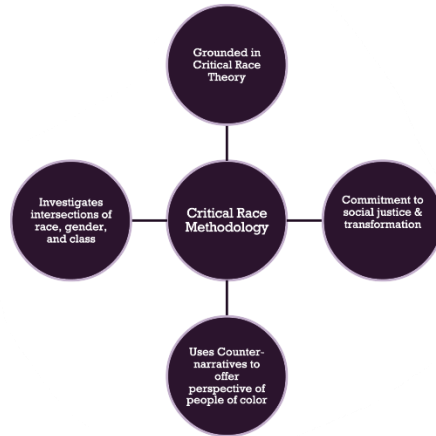 Grounded in
Critical Race
Theory
Investigates
intersections of
race, gender,
and class
Critical Race
Methodology
Commitment to
social justice &
transformation
Uses Counter-
narratives to
offer
perspective of
people of color